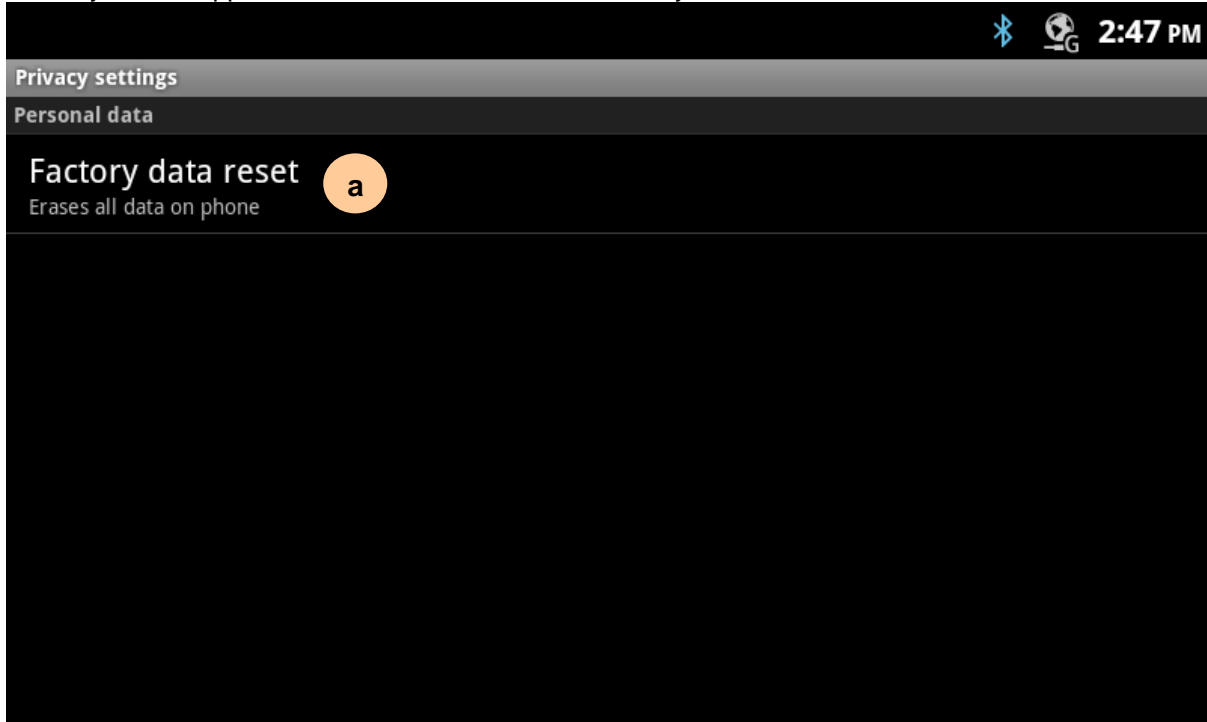 2:47 PM
Privacy settings
Personal data
Factory data reset
a
Erases all data on phone